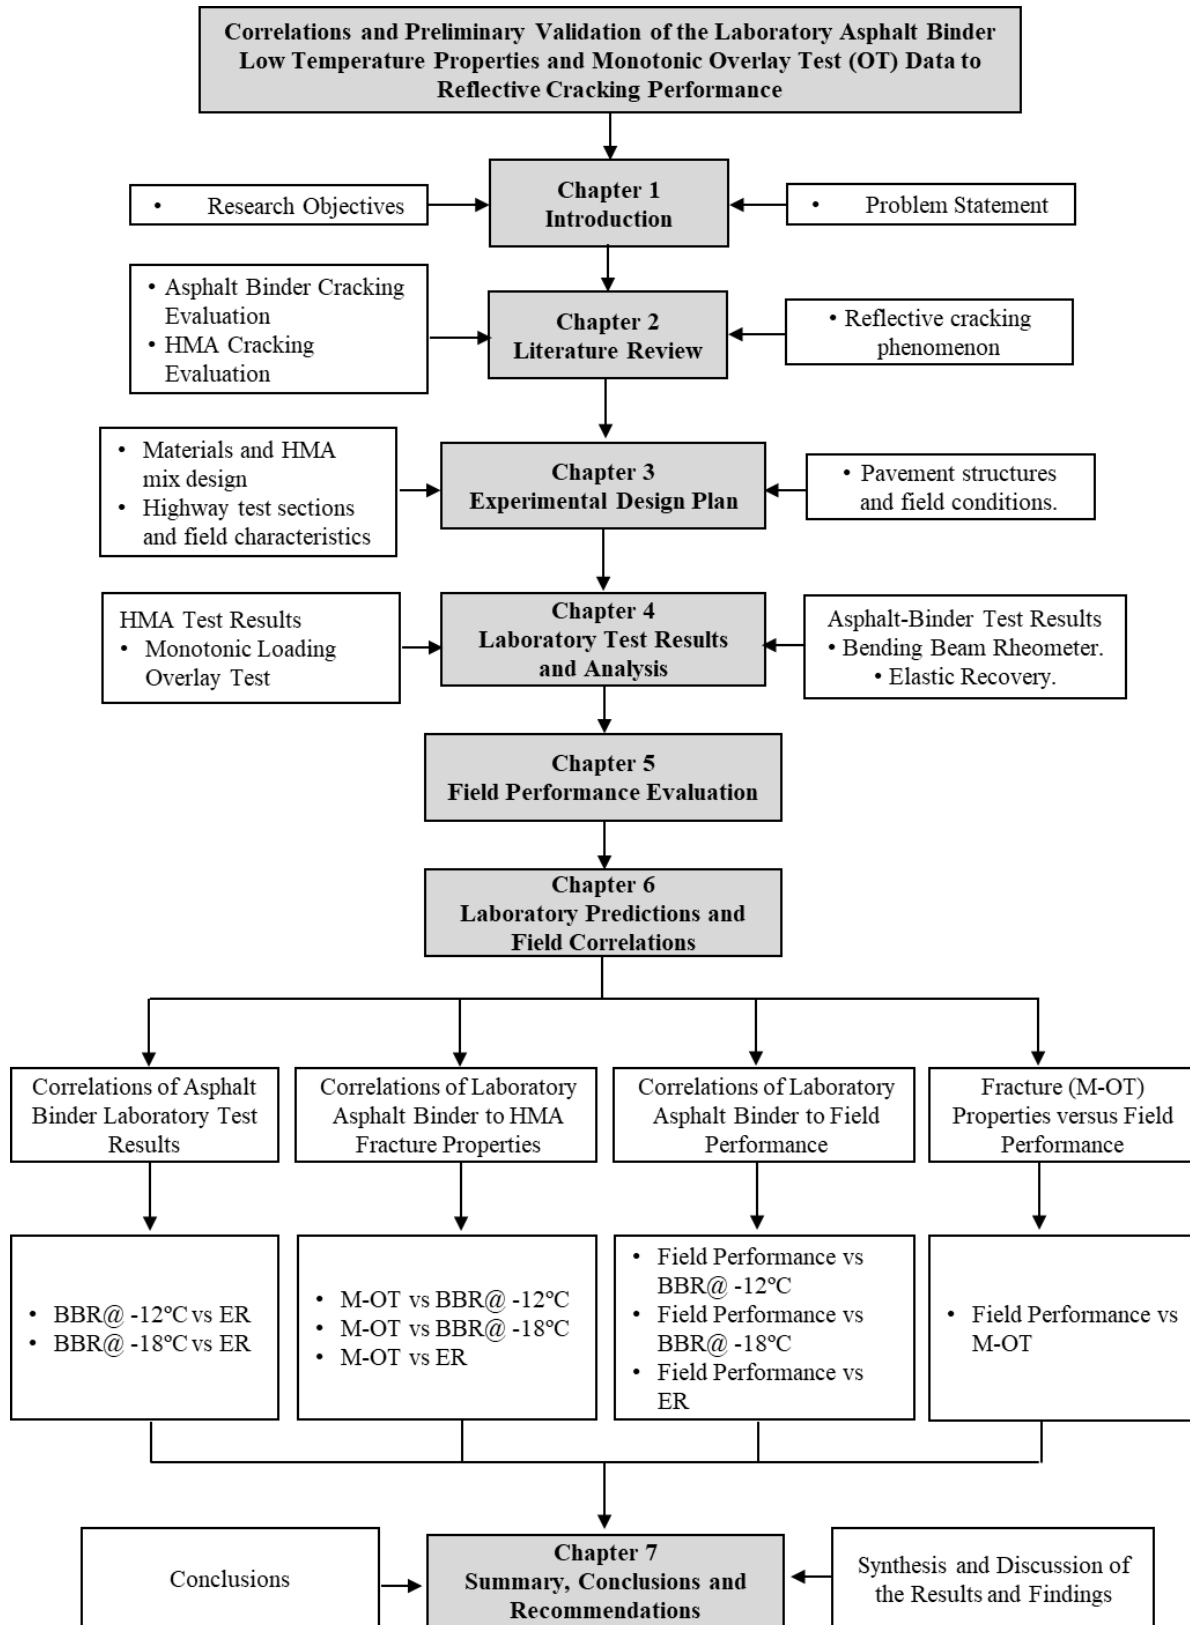 Correlations and Preliminary Validation of the Laboratory Asphalt Binder
Low Temperature Properties and Monotonic Overlay Test (OT) Data to
Reflective Cracking Performance
Chapter 1
Introduction
• Research Objectives
• Problem Statement
• Asphalt Binder Cracking
Evaluation
• HMA Cracking
Evaluation
Chapter 2
Literature Review
• Reflective cracking
phenomenon
• Materials and HMA
mix design
• Highway test sections
and field characteristics
Chapter 3
Experimental Design Plan
• Pavement structures
and field conditions.
HMA Test Results
• Monotonic Loading
Overlay Test
Chapter 4
Laboratory Test Results
and Analysis
Asphalt-Binder Test Results
• Bending Beam Rheometer.
• Elastic Recovery.
Chapter 5
Field Performance Evaluation
Chapter 6
Laboratory Predictions and
Field Correlations
Correlations of Asphalt
Binder Laboratory Test
Results
Correlations of Laboratory
Asphalt Binder to HMA
Fracture Properties
Correlations of Laboratory
Asphalt Binder to Field
Performance
Fracture (M-OT)
Properties versus Field
Performance
• BBR@ -12ºC vs ER
• BBR@ -18ºC vs ER
• M-OT vs BBR@ -12ºC
• M-OT vs BBR@ -18ºC
• M-OT vs ER
• Field Performance vs
BBR@ -12ºC
• Field Performance vs
BBR@ -18ºC
• Field Performance vs
ER
• Field Performance vs
M-OT
Conclusions
Chapter 7
Summary, Conclusions and
Recommendations
Synthesis and Discussion of
the Results and Findings